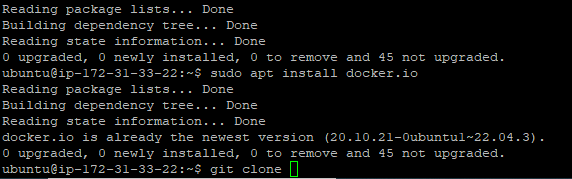 Reading package lists... Done
Building dependency tree... Done
Reading state information... Done
0 upgraded, 0 newly installed, 0 to remove and 45 not upgraded.
ubuntu@ip-172-31-33-22:~$ sudo apt install docker.io
Reading package lists... Done
Building dependency tree... Done
Reading state information... Done
docker.io is already the newest version (20.10.21-0ubuntu1~22.04.3).
0 upgraded, 0 newly installed, 0 to remove and 45 not upgraded.
ubuntu@ip-172-31-33-22:~$ git clone